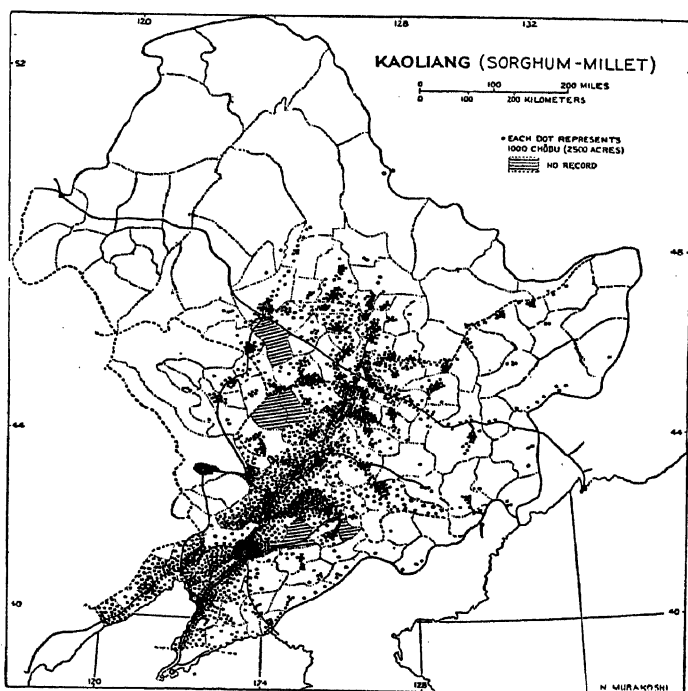 120
128
132
52
KAOLIANG (SORGHUM-MILLET)
0 100 200 MILES
0 100 200 KILOMETERS
• EACH DOT REPRESENTS
1000 CHŌBU (2500 ACRES)
NO RECORD
48
44
44
40
40
120
124
128
N MURAKOSHI